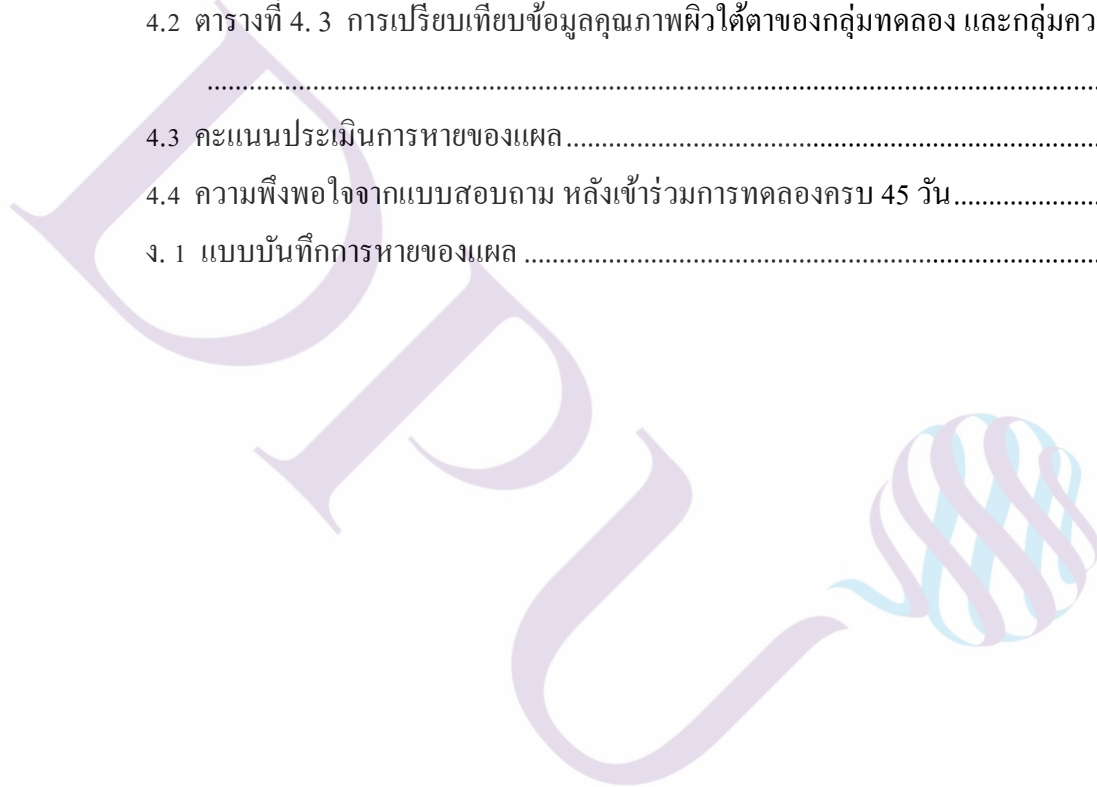 4.2 ตารางที่ 4. 3 การเปรียบเทียบข้อมูลคุณภาพผิวใต้ตาของกลุ่มทดลอง และกลุ่มคว
........................................................................................................................
4.3 คะแนนประเมินการหายของแผล........................................................................
4.4 ความพึงพอใจจากแบบสอบถาม หลังเข้าร่วมการทดลองครบ 45 วัน....................
ง. 1 แบบบันทึกการหายของแผล ............................................................................
DPU